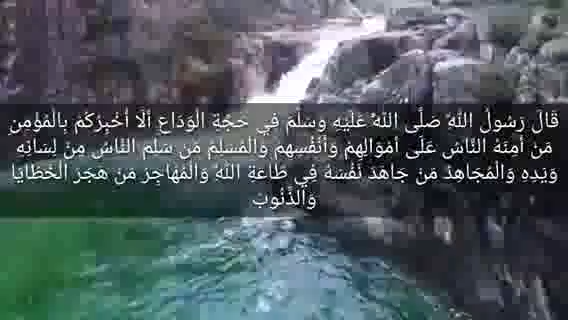 قَالَ رَسُولُ اللَّهِ صَلَّى اللَّهُ عَلَيْهِ وَسَلَّمَ فِي حَجَّةِ الْوَدَاعِ أَلَا أُخْبِرُكُمْ بِالْمُؤْمِنِ
مَنْ أَمِنَهُ النَّاسُ عَلَى أَمْوَالِهِمْ وَأَنْفُسِهِمْ وَالْمُسْلِمُ مَنْ سَلِمَ النَّاسُ مِنْ لِسَانِهِ
وَيَدِهِ وَالْمُجَاهِدُ مَنْ جَاهَدَ نَفْسَهُ فِي طَاعَةِ اللَّهِ وَالْمُهَاجِرُ مَنْ هَجَرَ الْخَطَايَا
وَالذُّنُوبَ